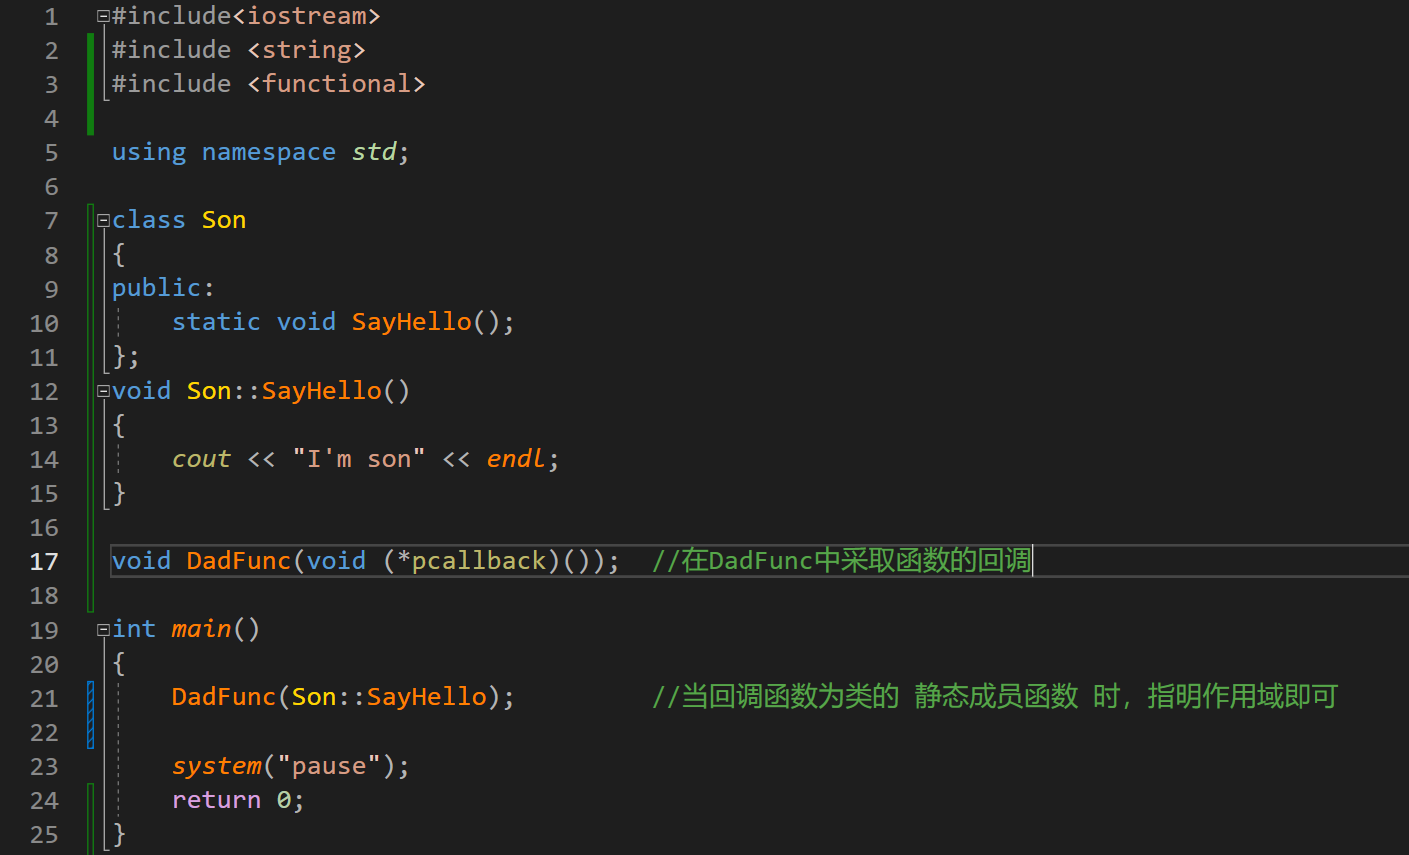 1 #include<iostream>
2 #include <string>
3 #include <functional>
4
5 using namespace std;
6
7 class Son
8 {
9 public:
10     static void SayHello();
11 };
12 void Son::SayHello()
13 {
14     cout << "I'm son" << endl;
15 }
16
17 void DadFunc(void (*pcallback)());  //在DadFunc中采取函数的回调
18
19 int main()
20 {
21     DadFunc(Son::SayHello);         //当回调函数为类的 静态成员函数 时，指明作用域即可
22
23     system("pause");
24     return 0;
25 }